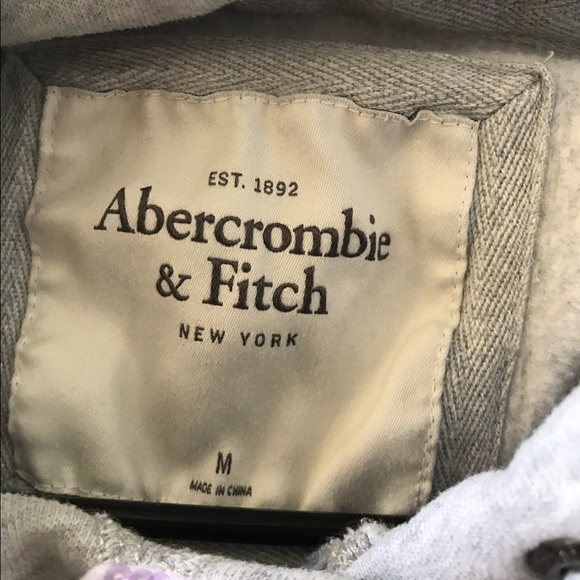 EST. 1892
Abercrombie
& Fitch
NEW YORK
M
MADE IN CHINA